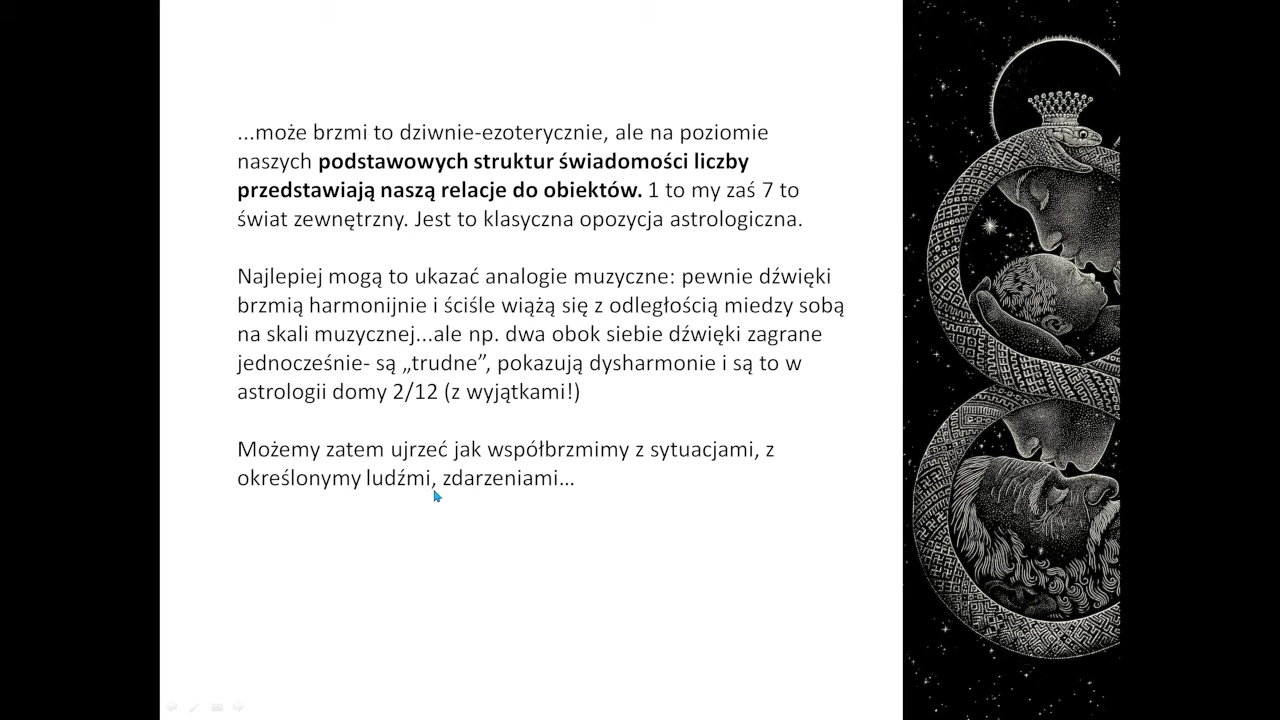 ...może brzmi to dziwnie-ezoterycznie, ale na poziomie
naszych podstawowych struktur świadomości liczby
przedstawiają naszą relacje do obiektów. 1 to my zaś 7 to
świat zewnętrzny. Jest to klasyczna opozycja astrologiczna.
Najlepiej mogą to ukazać analogie muzyczne: pewnie dźwięki
brzmią harmonijnie i ściśle wiążą się z odległością miedzy sobą
na skali muzycznej...ale np. dwa obok siebie dźwięki zagrane
jednocześnie- są „trudne”, pokazują dysharmonie i są to w
astrologii domy 2/12 (z wyjątkami!)
Możemy zatem ujrzeć jak współbrzmimy z sytuacjami, z
określonymy ludźmi, zdarzeniami...